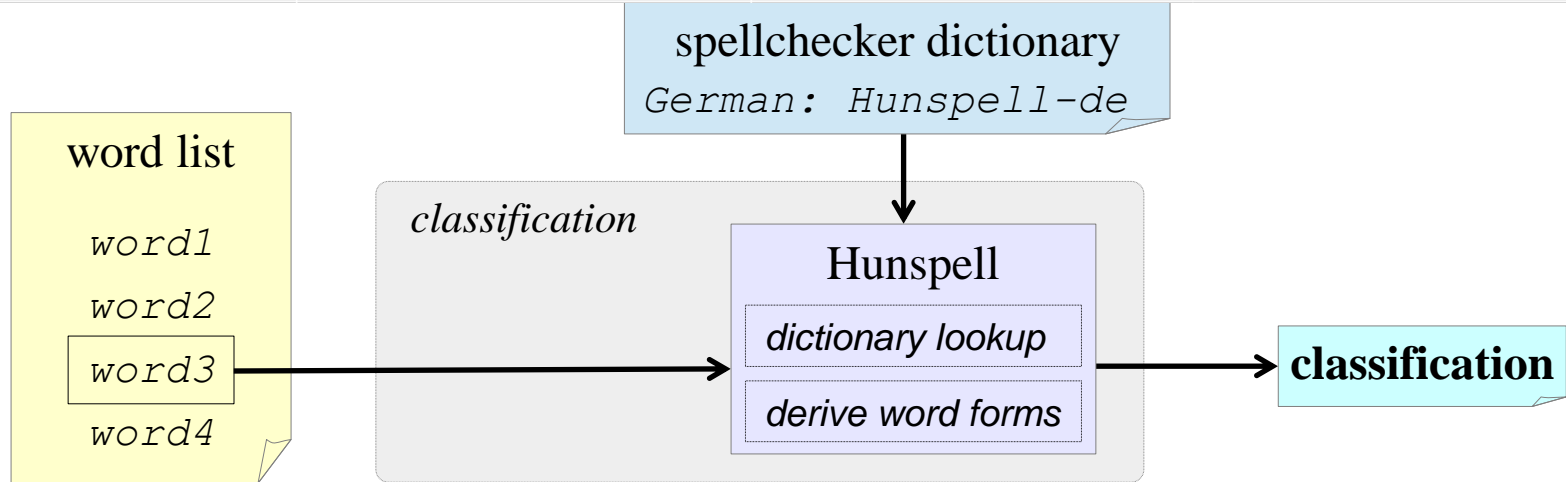 spellchecker dictionary
German: Hunspell-de
word list
word1
word2
word3
word4
classification
Hunspell
dictionary lookup
derive word forms
classification